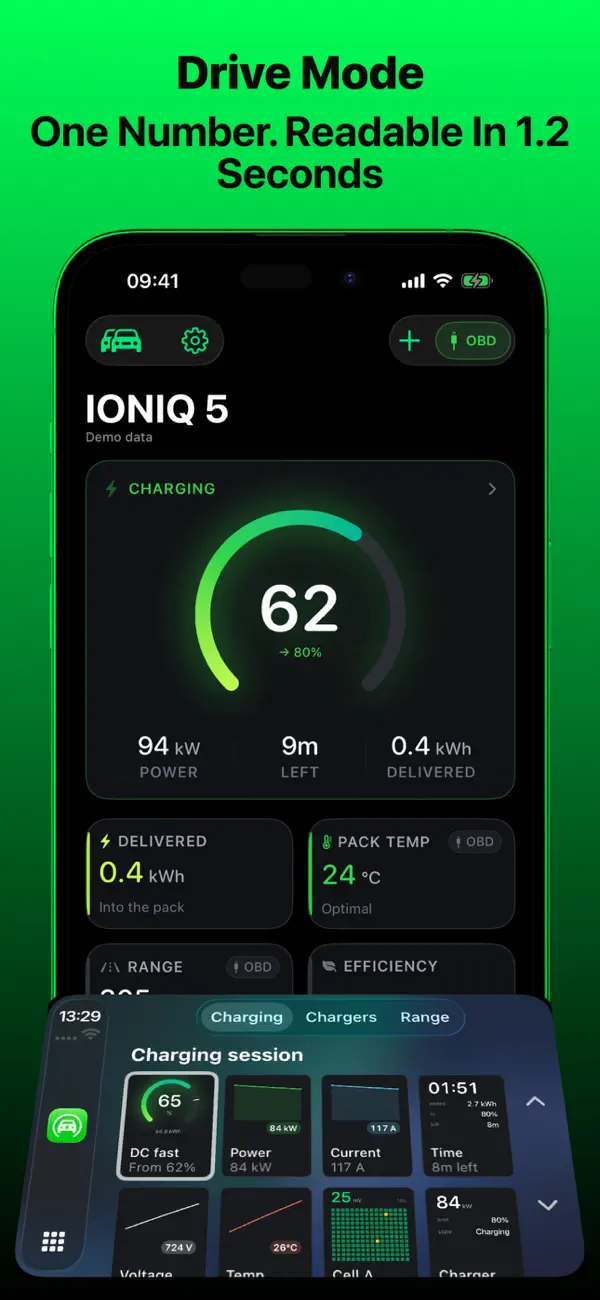 Drive Mode
One Number. Readable In 1.2
Seconds
09:41
OBD
IONIQ 5
Demo data
CHARGING
62
→ 80%
94 kW
9m
0.4 kWh
POWER
LEFT
DELIVERED
DELIVERED
0.4 kWh
Into the pack
PACK TEMP
OBD
24 °C
Optimal
RANGE
OBD
EFFICIENCY
13:29
Charging
Chargers
Range
Charging session
65
%
DC fast
From 62%
84 kW
Power
84 kW
117 A
Current
117 A
01:51
2.7 kWh
80%
8m
Time
8m left
724 V
Voltage
26°C
Temp
25 mV
Cell Δ
84 kW
80%
Charging
Charger